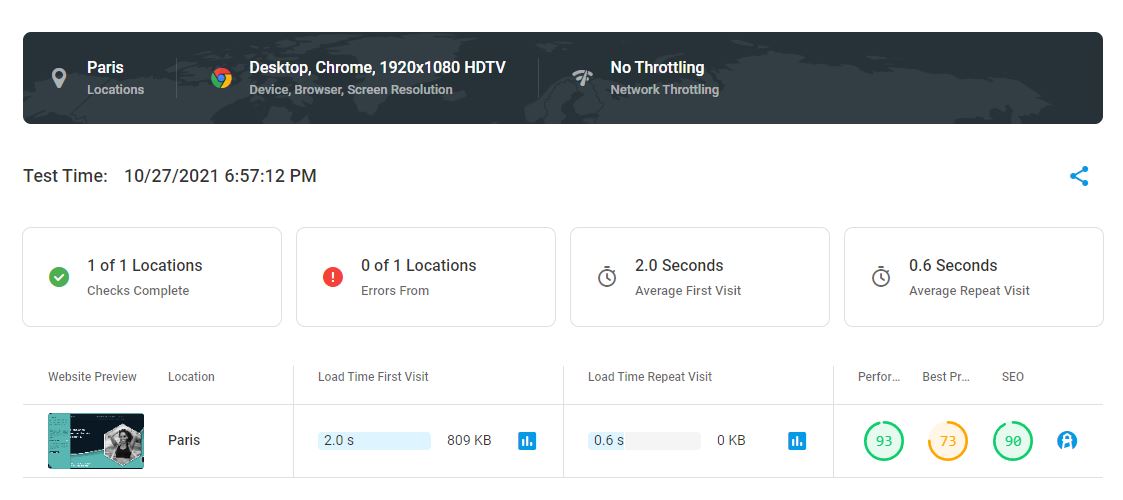 Paris
Locations
Desktop, Chrome, 1920x1080 HDTV
Device, Browser, Screen Resolution
No Throttling
Network Throttling
Test Time: 10/27/2021 6:57:12 PM
1 of 1 Locations
Checks Complete
0 of 1 Locations
Errors From
2.0 Seconds
Average First Visit
0.6 Seconds
Average Repeat Visit
Website Preview Location Load Time First Visit Load Time Repeat Visit Perfor... Best Pr... SEO
Paris 2.0 s 809 KB 0.6 s 0 KB 93 73 90